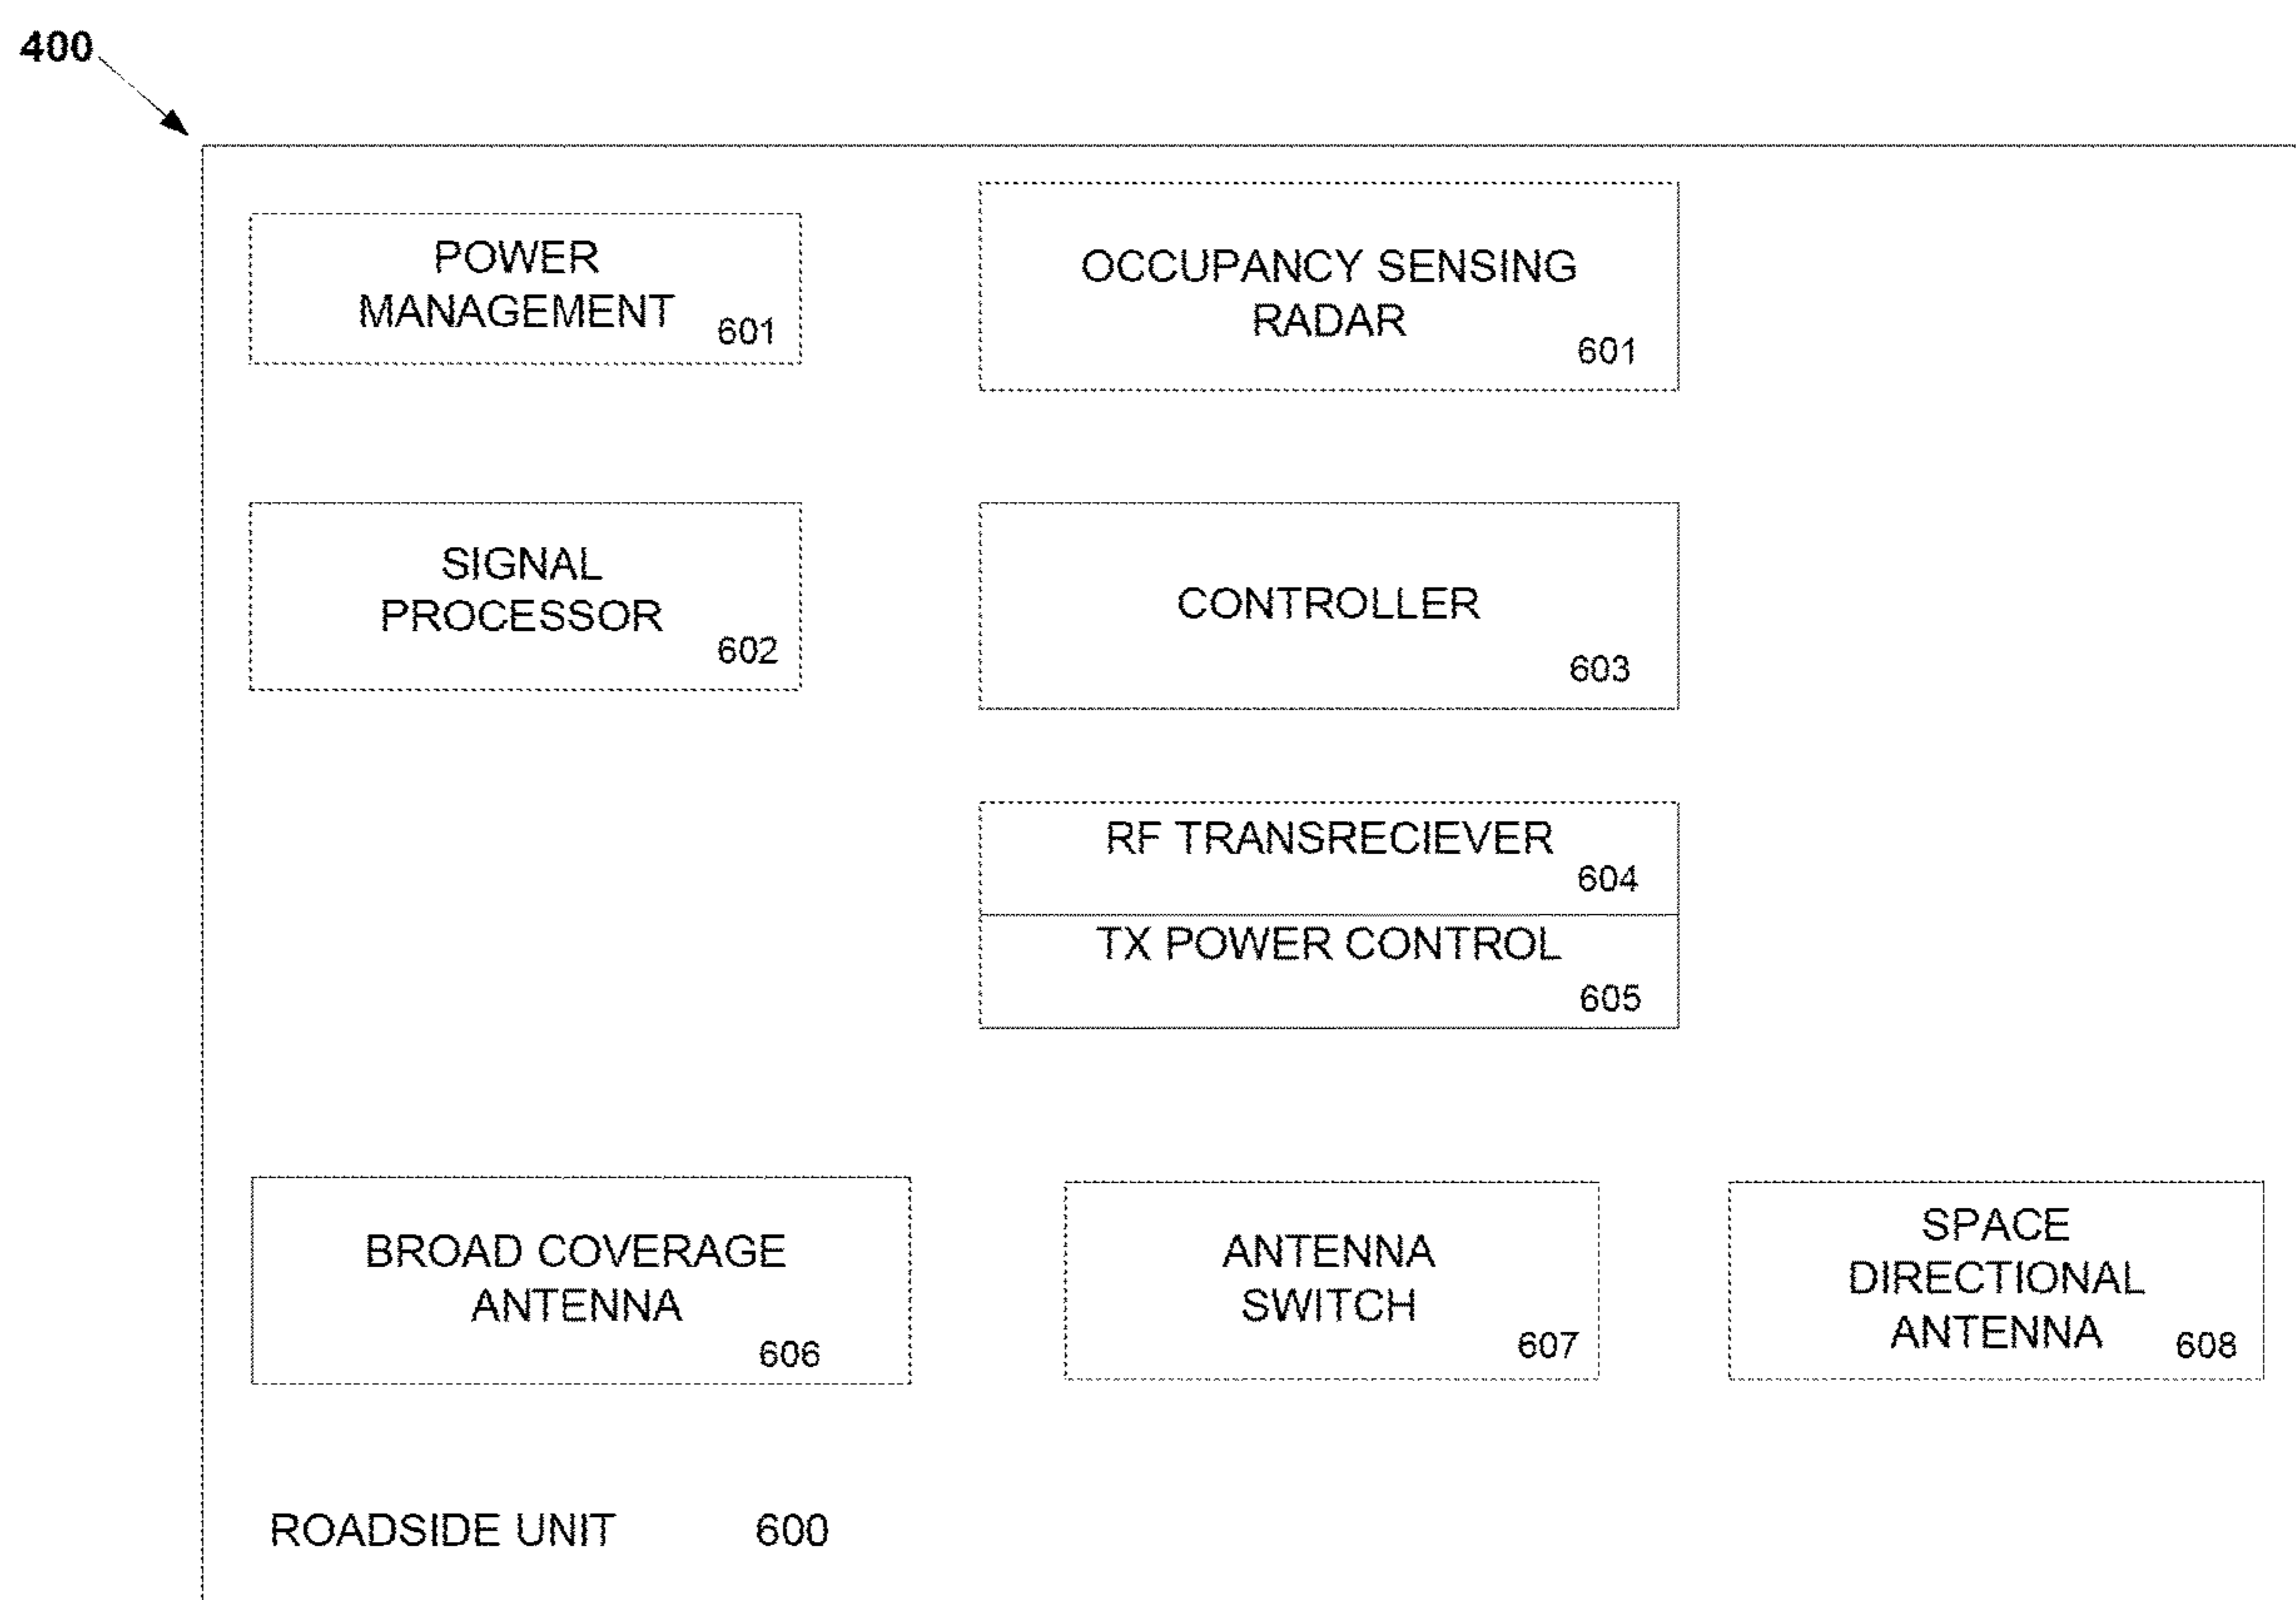 400
POWER
MANAGEMENT
601
OCCUPANCY SENSING
RADAR
601
SIGNAL
PROCESSOR
602
CONTROLLER
603
RF TRANSRECIEVER
604
TX POWER CONTROL
605
BROAD COVERAGE
ANTENNA
606
ANTENNA
SWITCH
607
SPACE
DIRECTIONAL
ANTENNA
608
ROADSIDE UNIT 600